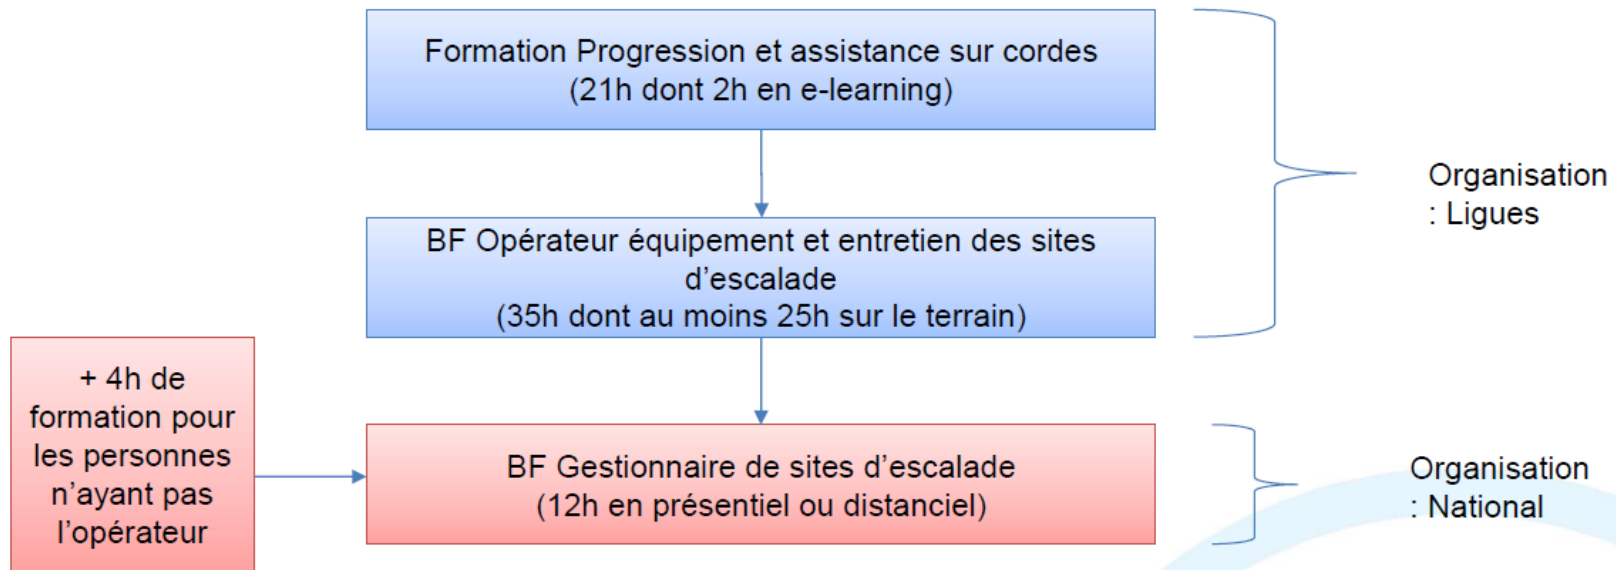 Formation Progression et assistance sur cordes
(21h dont 2h en e-learning)
Organisation
: Ligues
BF Opérateur équipement et entretien des sites
d’escalade
(35h dont au moins 25h sur le terrain)
+ 4h de
formation pour
les personnes
n’ayant pas
l’opérateur
BF Gestionnaire de sites d’escalade
(12h en présentiel ou distanciel)
Organisation
: National